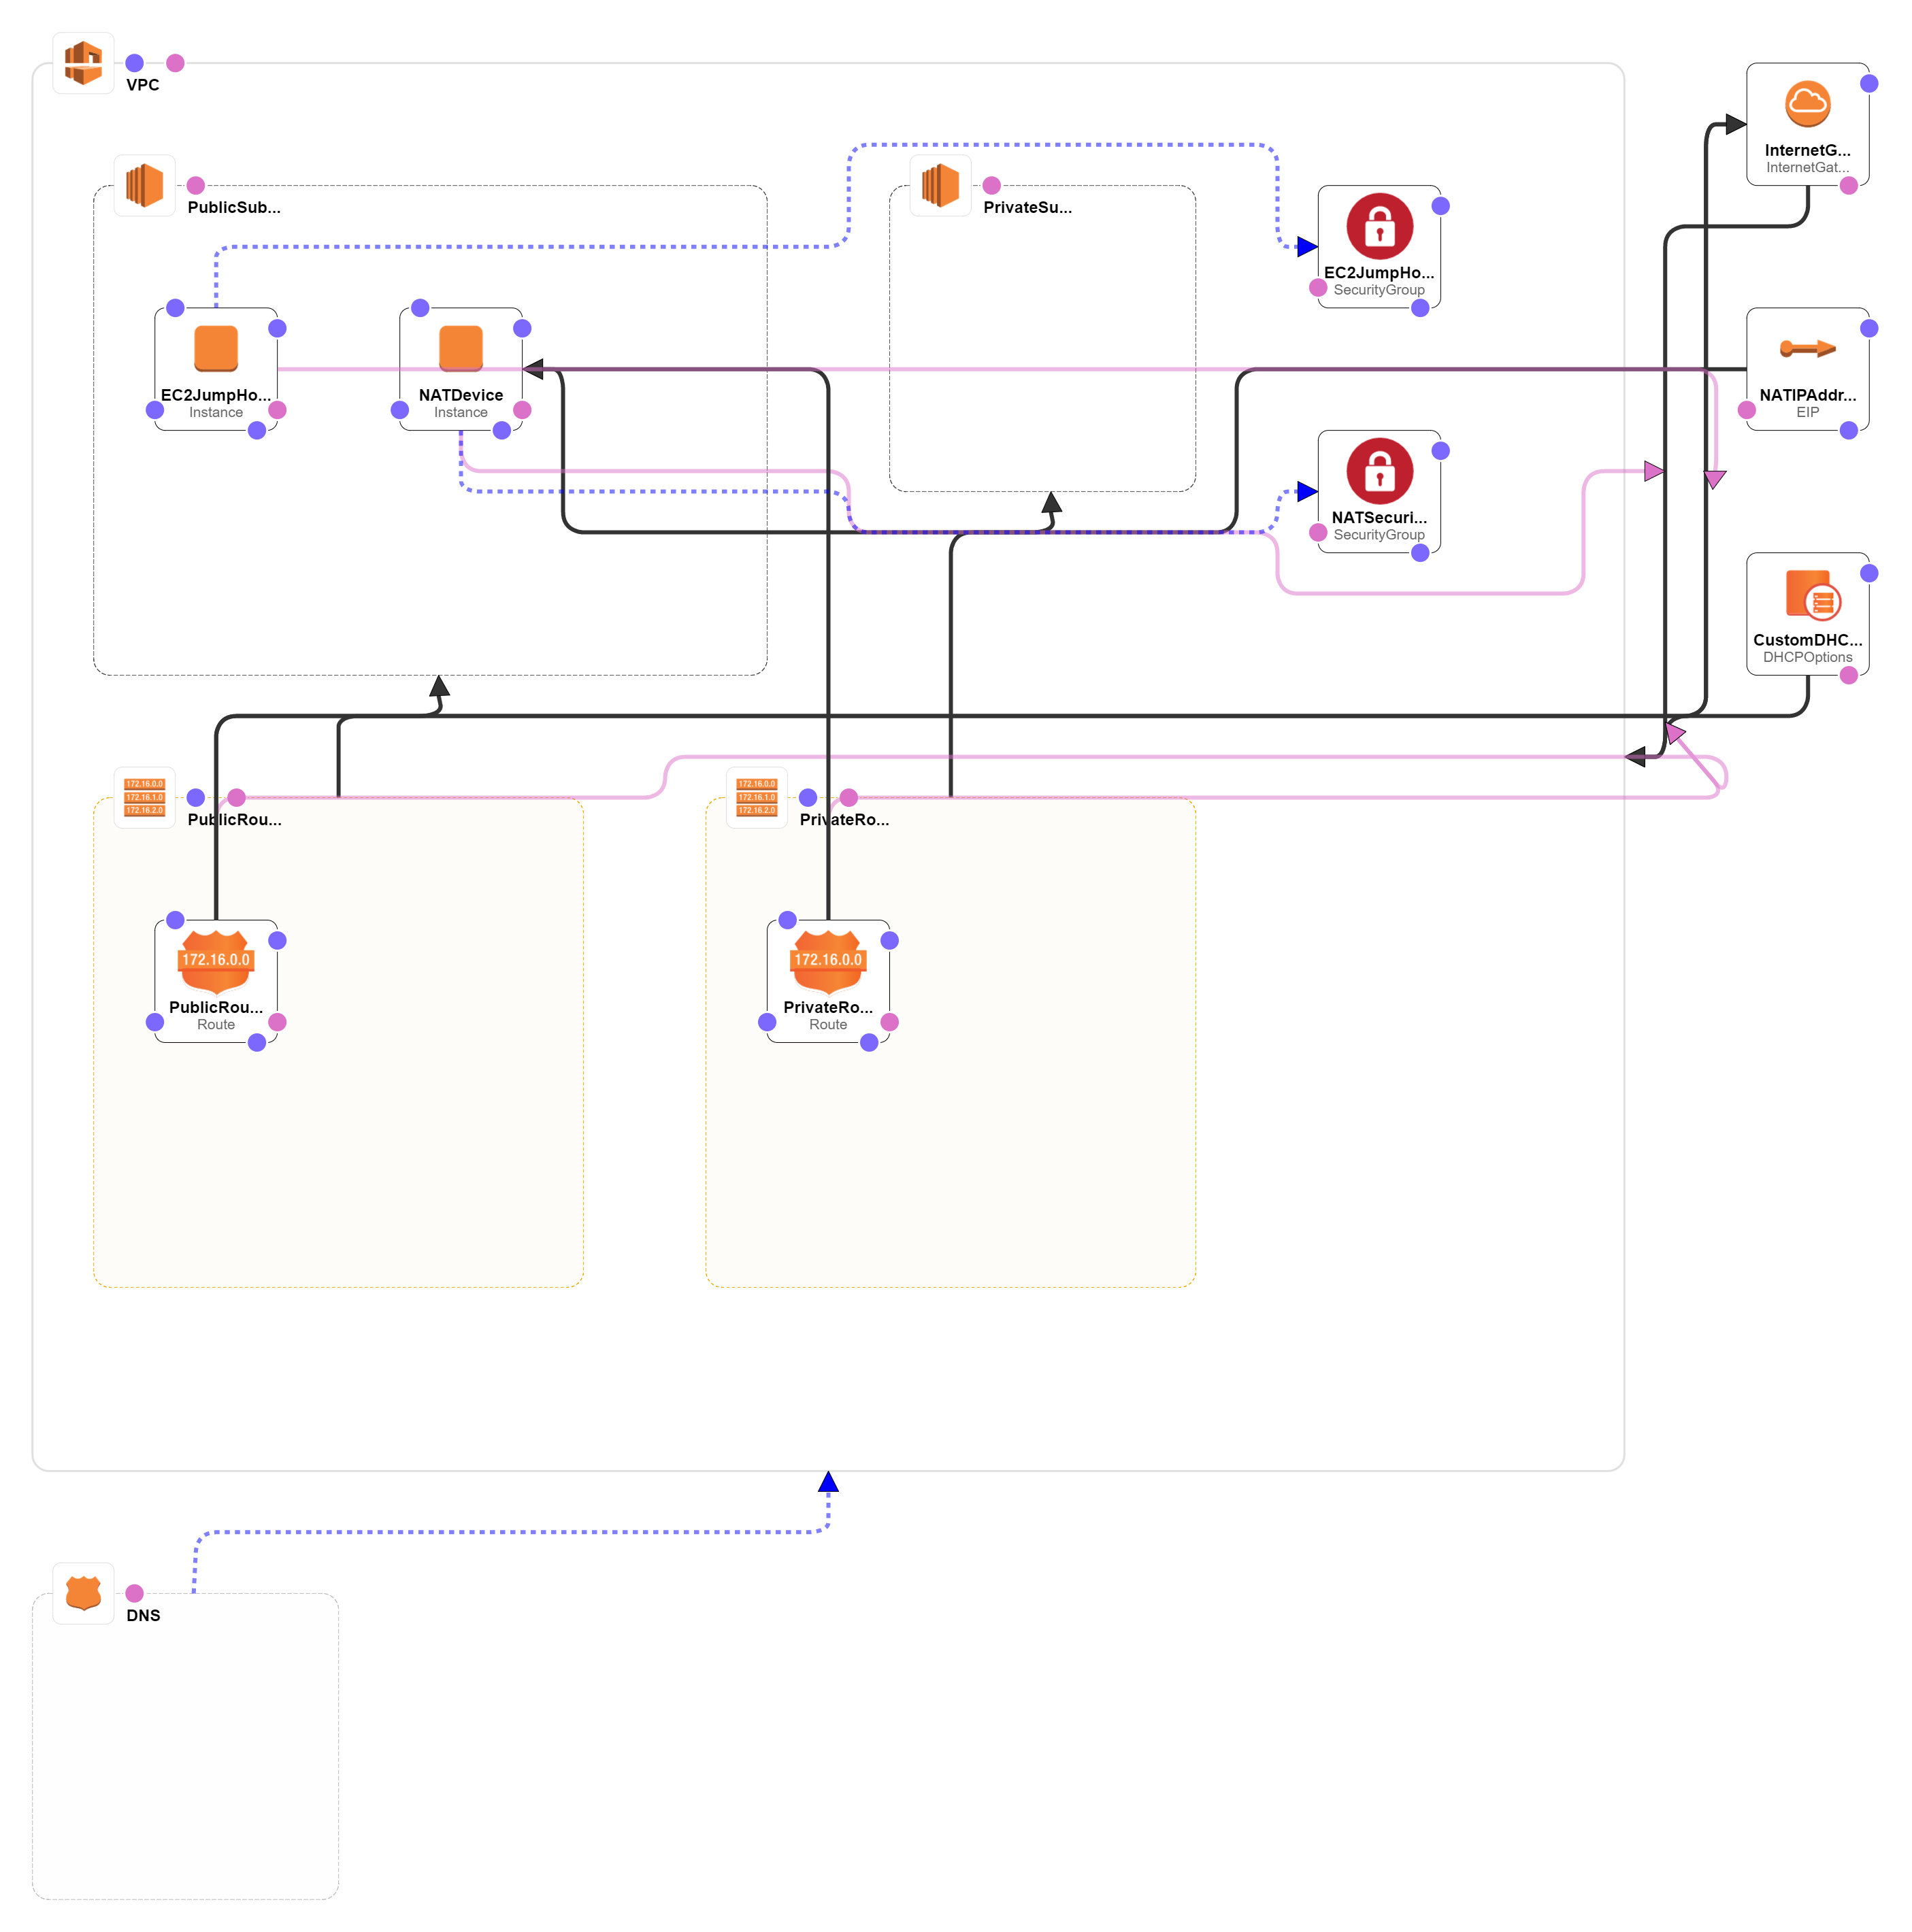 VPC
PublicSub...
PrivateSu...
EC2JumpHo...
SecurityGroup
InternetG...
InternetGat...
EC2JumpHo...
Instance
NATDevice
Instance
NATIPAddr...
EIP
NATSecuri...
SecurityGroup
CustomDHC...
DHCPOptions
172.16.0.0
172.16.1.0
172.16.2.0
PublicRou...
172.16.0.0
172.16.1.0
172.16.2.0
PrivateRo...
172.16.0.0
PublicRou...
Route
172.16.0.0
PrivateRo...
Route
DNS